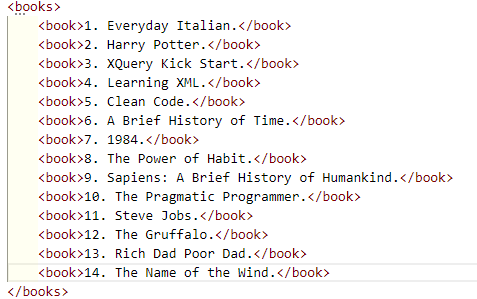 <books>
<book>1. Everyday Italian.</book>
<book>2. Harry Potter.</book>
<book>3. XQuery Kick Start.</book>
<book>4. Learning XML.</book>
<book>5. Clean Code.</book>
<book>6. A Brief History of Time.</book>
<book>7. 1984.</book>
<book>8. The Power of Habit.</book>
<book>9. Sapiens: A Brief History of Humankind.</book>
<book>10. The Pragmatic Programmer.</book>
<book>11. Steve Jobs.</book>
<book>12. The Gruffalo.</book>
<book>13. Rich Dad Poor Dad.</book>
<book>14. The Name of the Wind.</book>
</books>